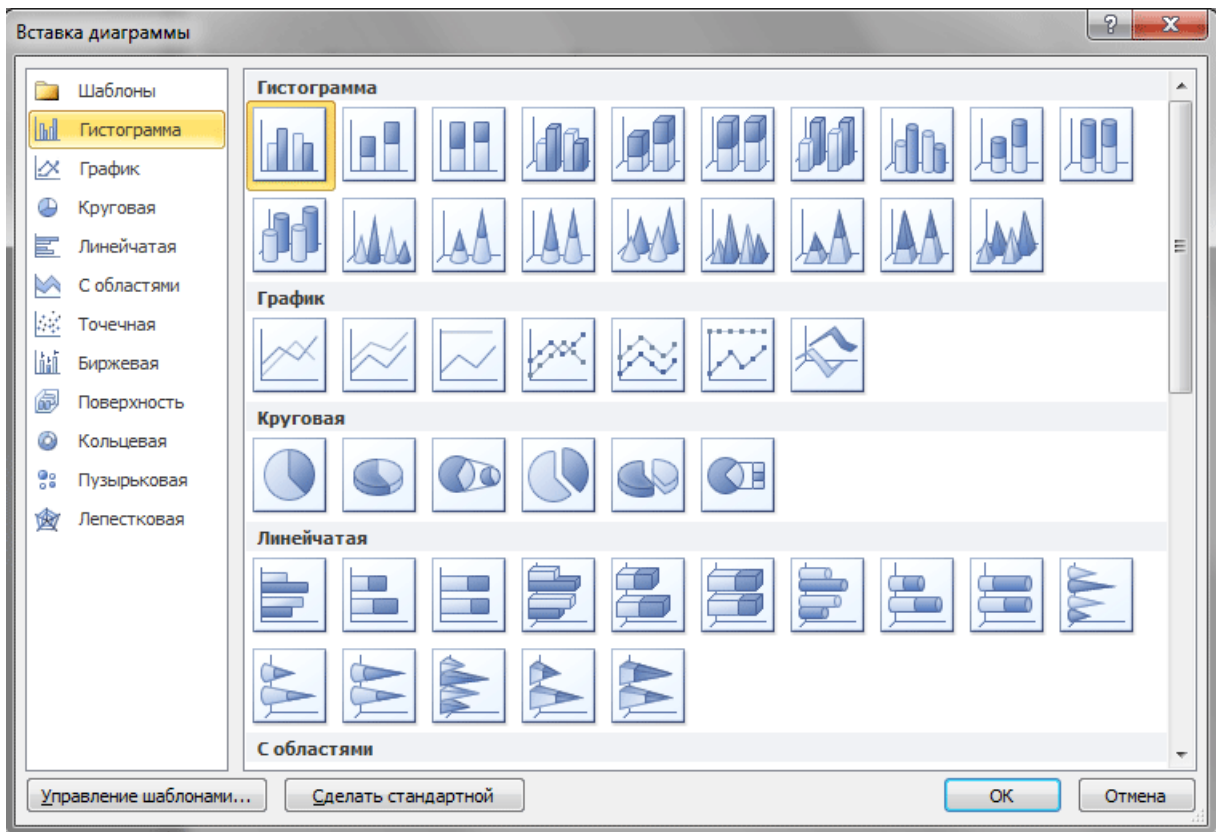 Вставка диаграммы
Шаблоны
Гистограмма
График
Круговая
Линейчатая
С областями
Точечная
Биржевая
Поверхность
Кольцевая
Пузырьковая
Лепестковая
Гистограмма
График
Круговая
Линейчатая
С областями
Управление шаблонами...
Сделать стандартной
ОК
Отмена